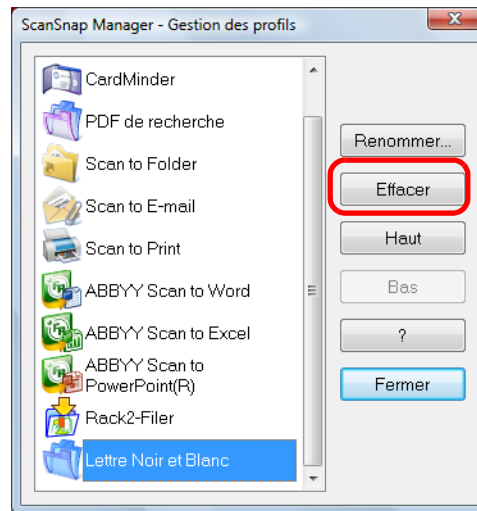 ScanSnap Manager - Gestion des profils
CardMinder
PDF de recherche
Scan to Folder
Scan to E-mail
Scan to Print
ABBYY Scan to Word
ABBYY Scan to Excel
ABBYY Scan to
PowerPoint(R)
Rack2-Filer
Lettre Noir et Blanc
Renommer...
Effacer
Haut
Bas
?
Fermer